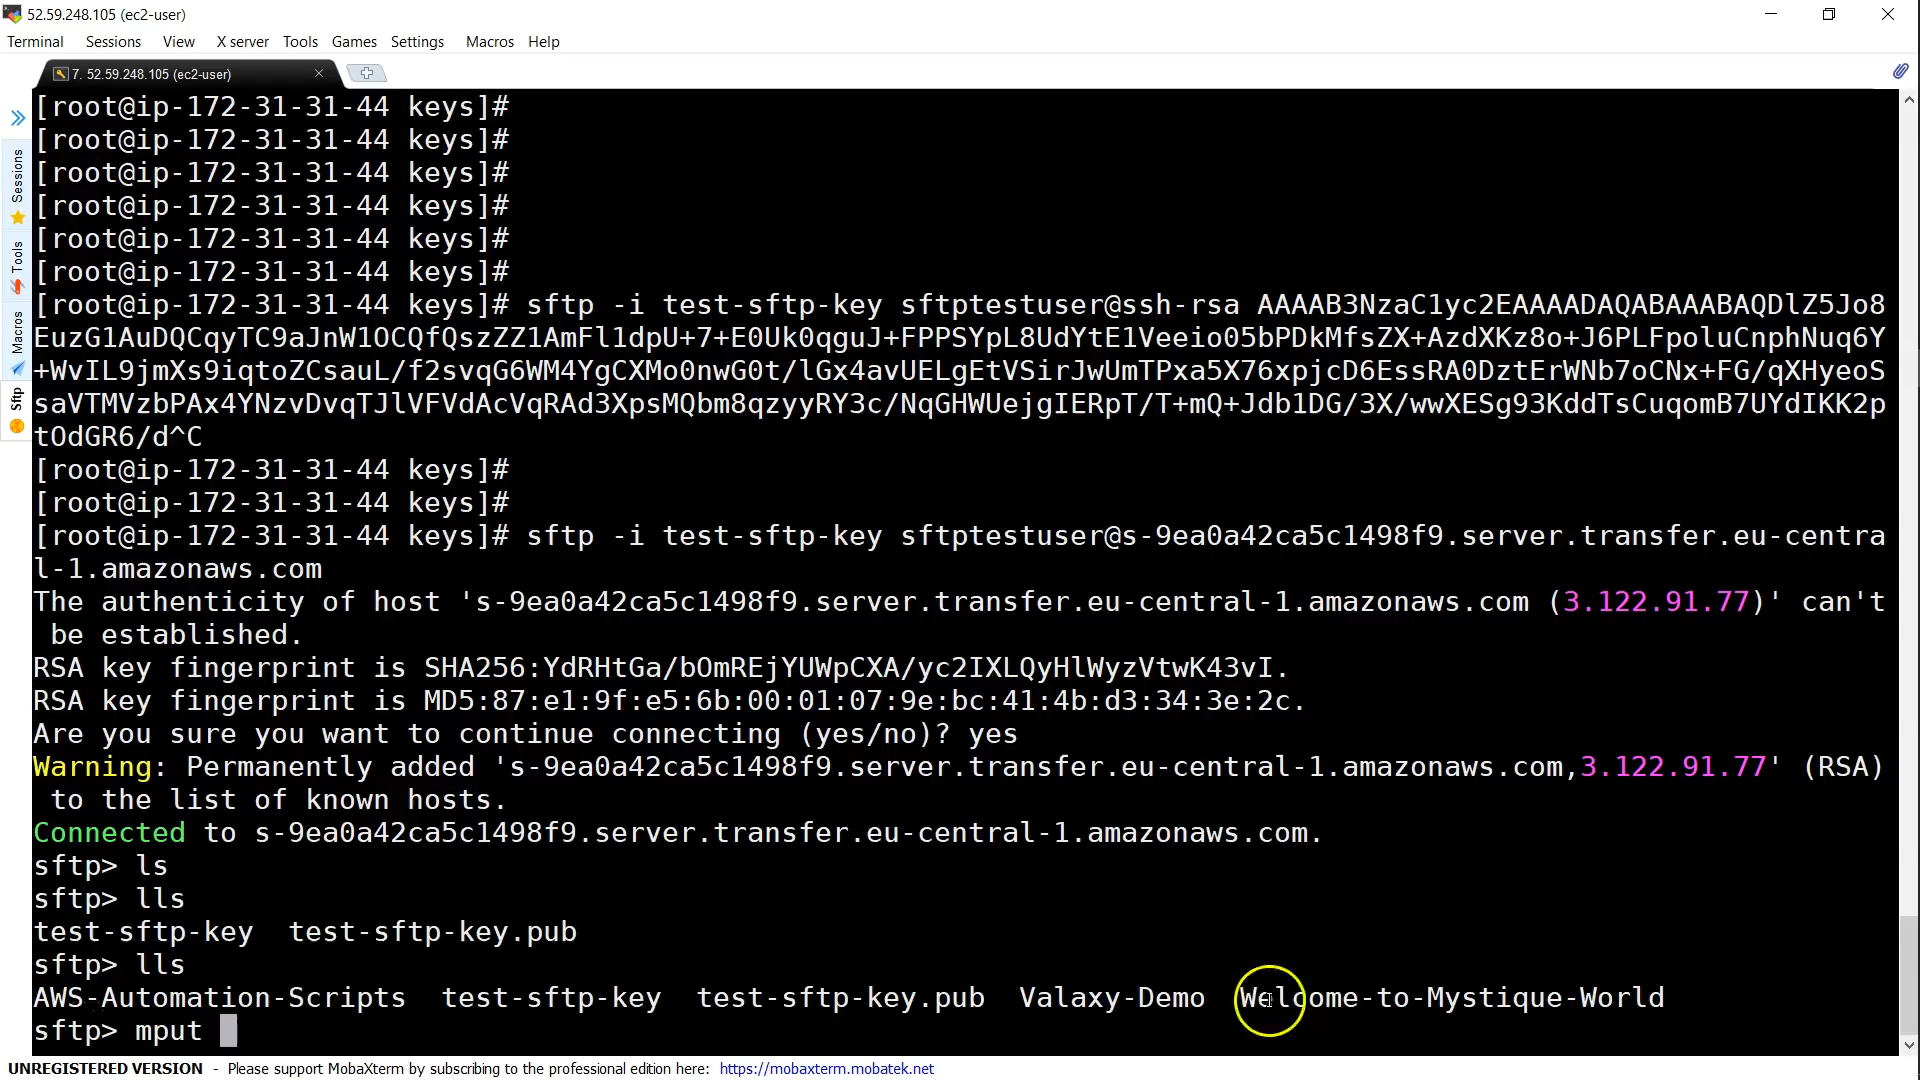 52.59.248.105 (ec2-user)
Terminal Sessions View X server Tools Games Settings Macros Help
7. 52.59.248.105 (ec2-user)
Sessions
Tools
Macros
Sftp
[root@ip-172-31-31-44 keys]#
[root@ip-172-31-31-44 keys]#
[root@ip-172-31-31-44 keys]#
[root@ip-172-31-31-44 keys]#
[root@ip-172-31-31-44 keys]#
[root@ip-172-31-31-44 keys]#
[root@ip-172-31-31-44 keys]# sftp -i test-sftp-key sftptestuser@ssh-rsa AAAAB3NzaC1yc2EAAAADAQABAAABAQDlZ5Jo8
EuzG1AuDQCqyTC9aJnW1OCQfQszZZ1AmFl1dpU+7+E0Uk0qguJ+FPPSYpL8UdYtE1Veeio05bPDkMfsZX+AzdXKz8o+J6PLFpoluCnphNuq6Y
+WvIL9jmXs9iqtoZCsauL/f2svqG6WM4YgCXMo0nwG0t/lGx4avUELgEtVSirJwUmTPxa5X76xpjcD6EssRA0DztErWNb7oCNx+FG/qXHyeoS
saVTMVzbPAx4YNzvDvqTJlVFVdAcVqRAd3XpsMQbm8qzyyRY3c/NqGHWUejgIERpT/T+mQ+Jdb1DG/3X/wwXESg93KddTsCuqomB7UYdIKK2p
tOdGR6/d^C
[root@ip-172-31-31-44 keys]#
[root@ip-172-31-31-44 keys]#
[root@ip-172-31-31-44 keys]# sftp -i test-sftp-key sftptestuser@s-9ea0a42ca5c1498f9.server.transfer.eu-centra
l-1.amazonaws.com
The authenticity of host 's-9ea0a42ca5c1498f9.server.transfer.eu-central-1.amazonaws.com (3.122.91.77)' can't
be established.
RSA key fingerprint is SHA256:YdRHtGa/bOmREjYUWpCXA/yc2IXLQyHlWyzVtwK43vI.
RSA key fingerprint is MD5:87:e1:9f:e5:6b:00:01:07:9e:bc:41:4b:d3:34:3e:2c.
Are you sure you want to continue connecting (yes/no)? yes
Warning: Permanently added 's-9ea0a42ca5c1498f9.server.transfer.eu-central-1.amazonaws.com,3.122.91.77' (RSA)
to the list of known hosts.
Connected to s-9ea0a42ca5c1498f9.server.transfer.eu-central-1.amazonaws.com.
sftp> ls
sftp> lls
test-sftp-key test-sftp-key.pub
sftp> lls
AWS-Automation-Scripts test-sftp-key test-sftp-key.pub Valaxy-Demo Welcome-to-Mystique-World
sftp> mput
UNREGISTERED VERSION - Please support MobaXterm by subscribing to the professional edition here: https://mobaxterm.mobatek.net